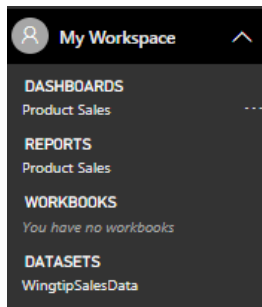 My Workspace
DASHBOARDS
Product Sales
REPORTS
Product Sales
WORKBOOKS
You have no workbooks
DATASETS
WingtipSalesData